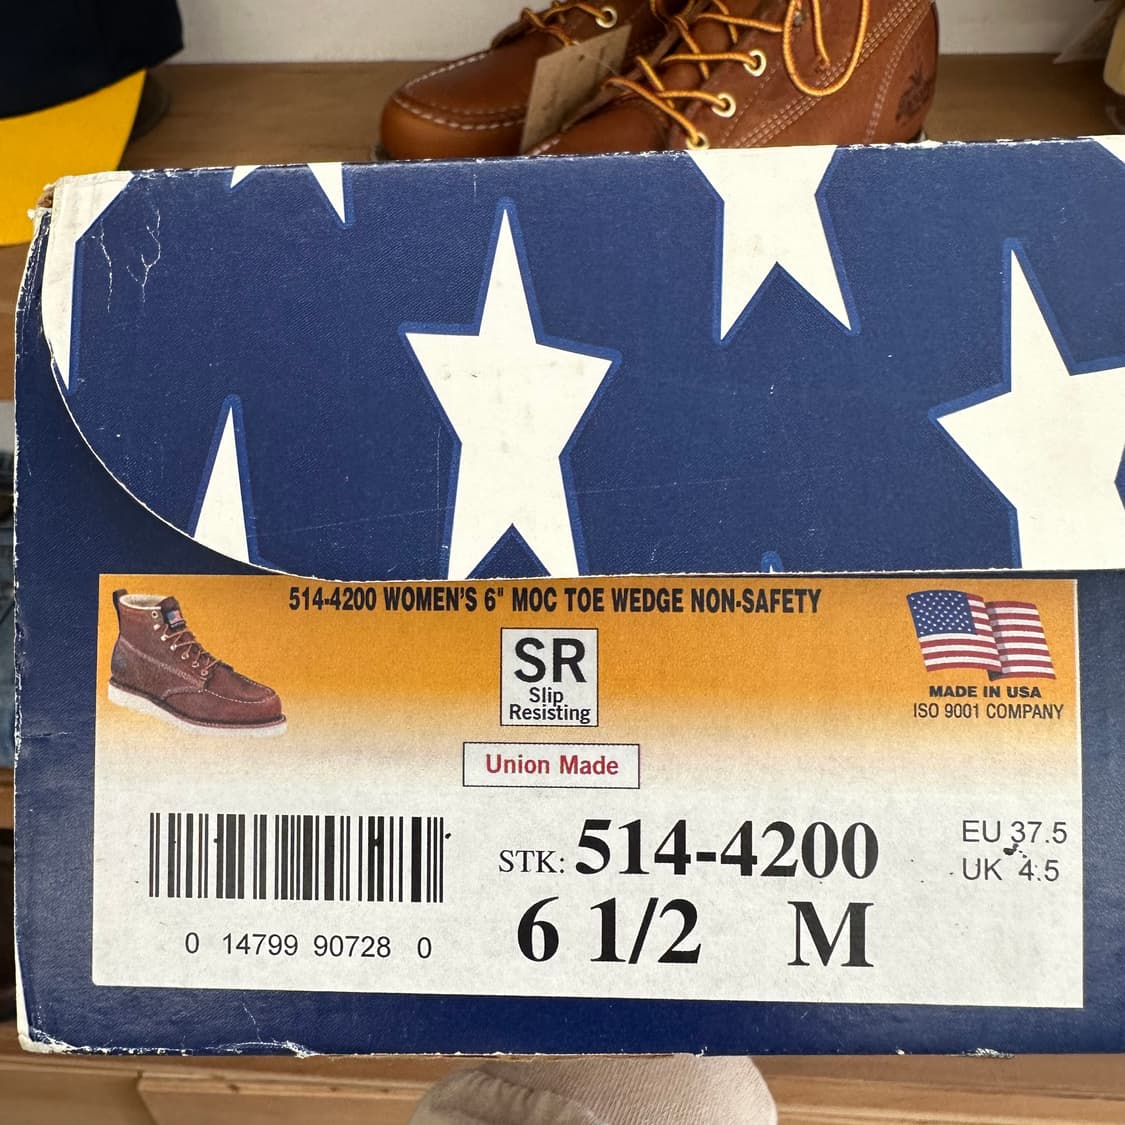 514-4200 WOMEN'S 6" MOC TOE WEDGE NON-SAFETY
SR
Slip
Resisting
MADE IN USA
ISO 9001 COMPANY
Union Made
STK: 514-4200
EU 37.5
UK 4.5
6 1/2 M
0 14799 90728 0